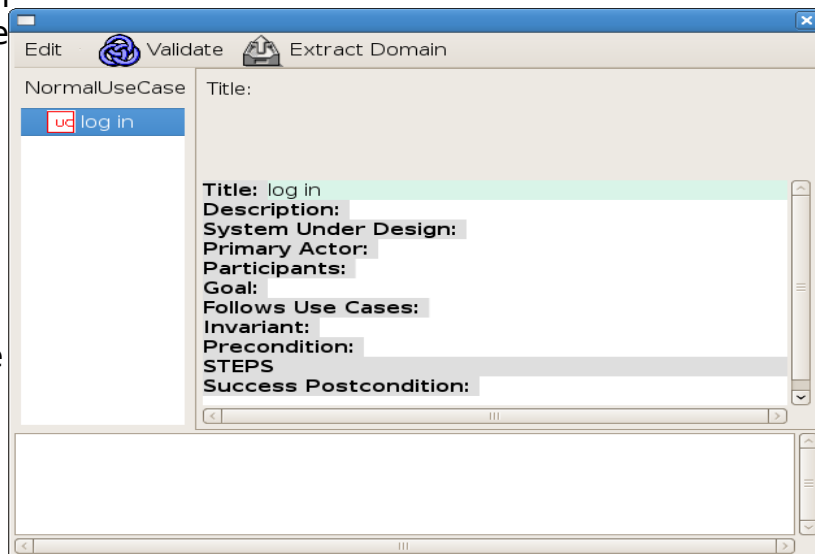 Edit Validate Extract Domain
NormalUseCase
UC log in
Title:
Title: log in
Description:
System Under Design:
Primary Actor:
Participants:
Goal:
Follows Use Cases:
Invariant:
Precondition:
STEPS
Success Postcondition: